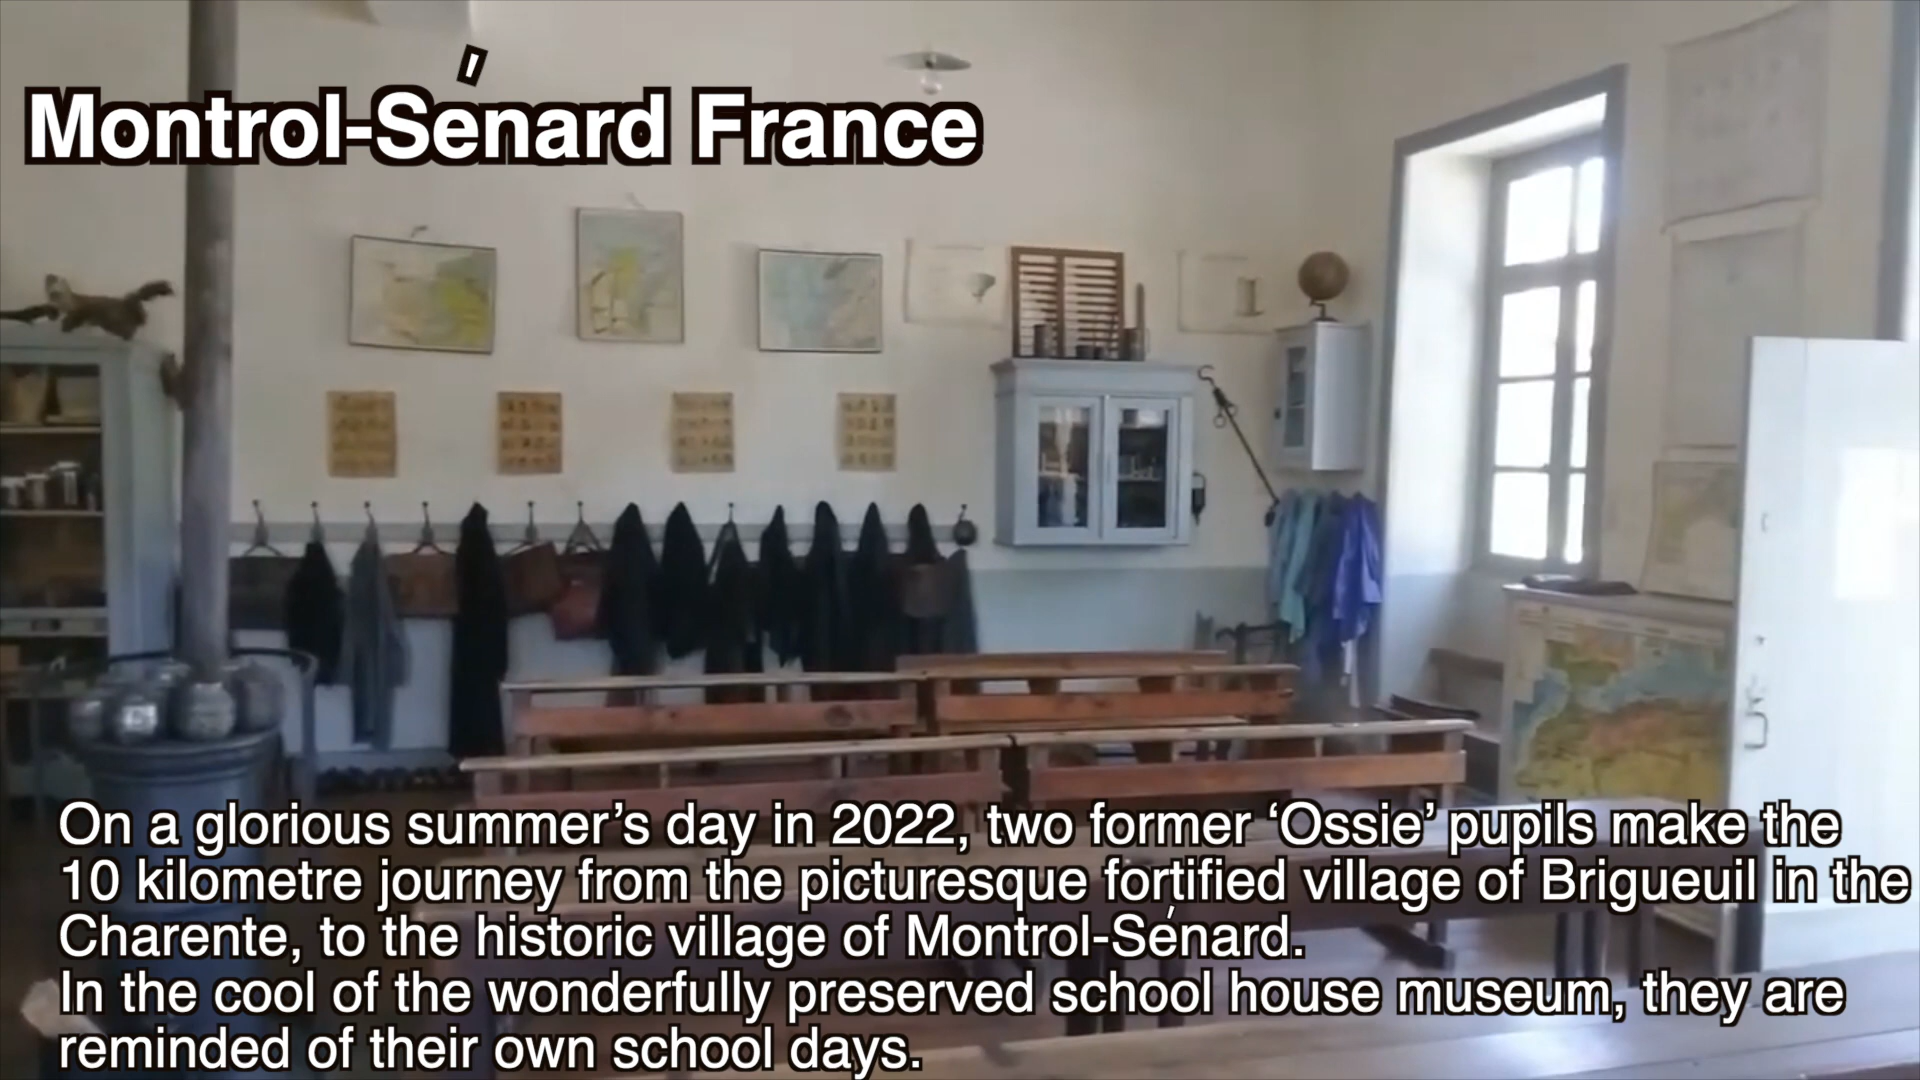 Montrol-Sénard France
On a glorious summer’s day in 2022, two former ‘Ossie’ pupils make the
10 kilometre journey from the picturesque fortified village of Brigueuil in the
Charente, to the historic village of Montrol-Sénard.
In the cool of the wonderfully preserved school house museum, they are
reminded of their own school days.